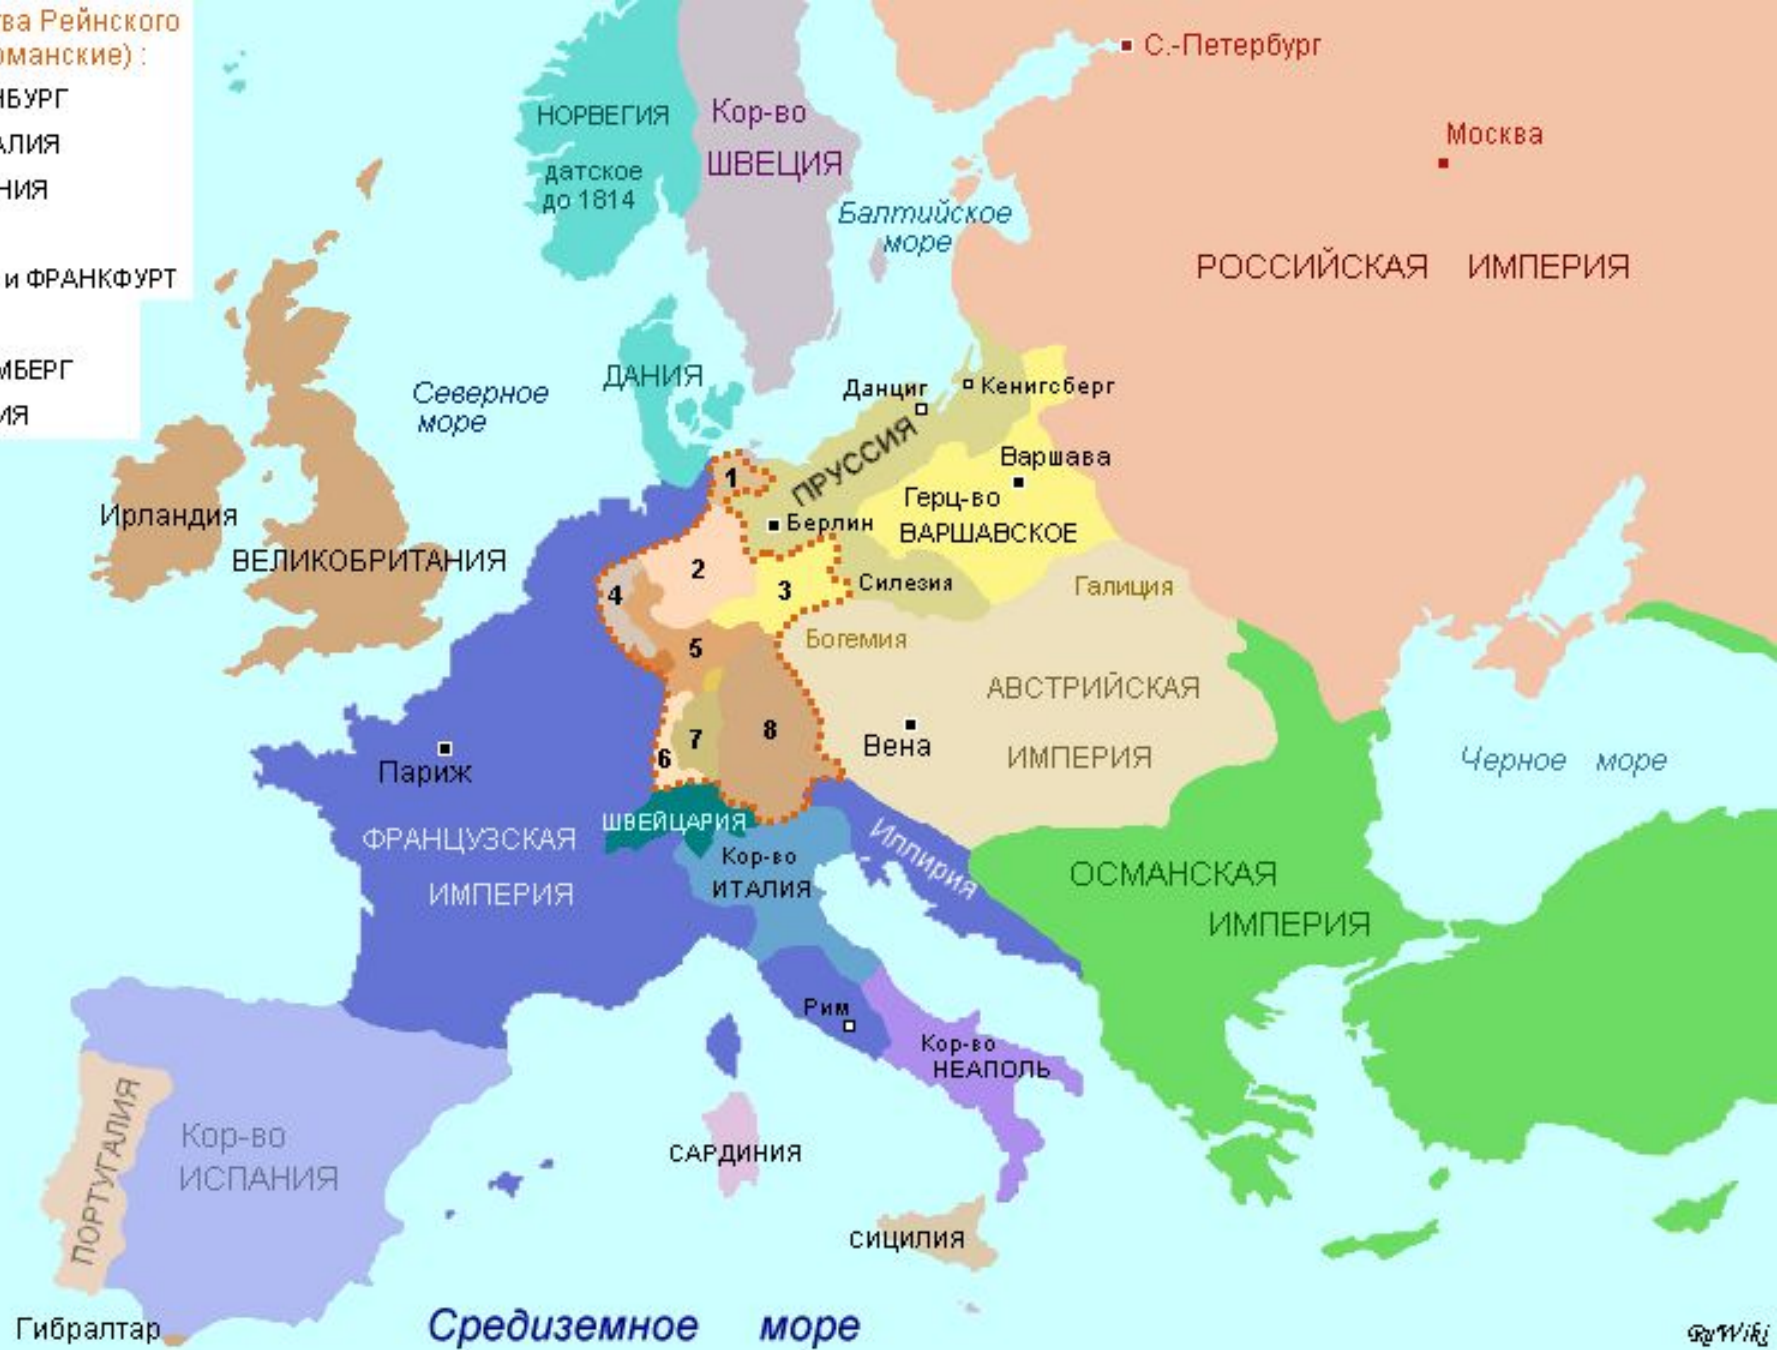 ва Рейнского
манские) :
НБУРГ
АЛИЯ
НИЯ
и ФРАНКФУРТ
МБЕРГ
ИЯ
С.-Петербург
Москва
НОРВЕГИЯ
датское
до 1814
Кор-во
ШВЕЦИЯ
Балтийское
море
РОССИЙСКАЯ ИМПЕРИЯ
Северное
море
ДАНИЯ
Данциг
Кенигсберг
ПРУССИЯ
Варшава
Герц-во
ВАРШАВСКОЕ
Берлин
Ирландия
ВЕЛИКОБРИТАНИЯ
1
2
3
4
5
6
7
8
Силезия
Галиция
Богемия
АВСТРИЙСКАЯ
ИМПЕРИЯ
Вена
Париж
ФРАНЦУЗСКАЯ
ИМПЕРИЯ
ШВЕЙЦАРИЯ
Кор-во
ИТАЛИЯ
Иллирия
Черное море
ОСМАНСКАЯ
ИМПЕРИЯ
Рим
Кор-во
НЕАПОЛЬ
ПОРТУГАЛИЯ
Кор-во
ИСПАНИЯ
САРДИНИЯ
СИЦИЛИЯ
Гибралтар
Средиземное море
RuWiki